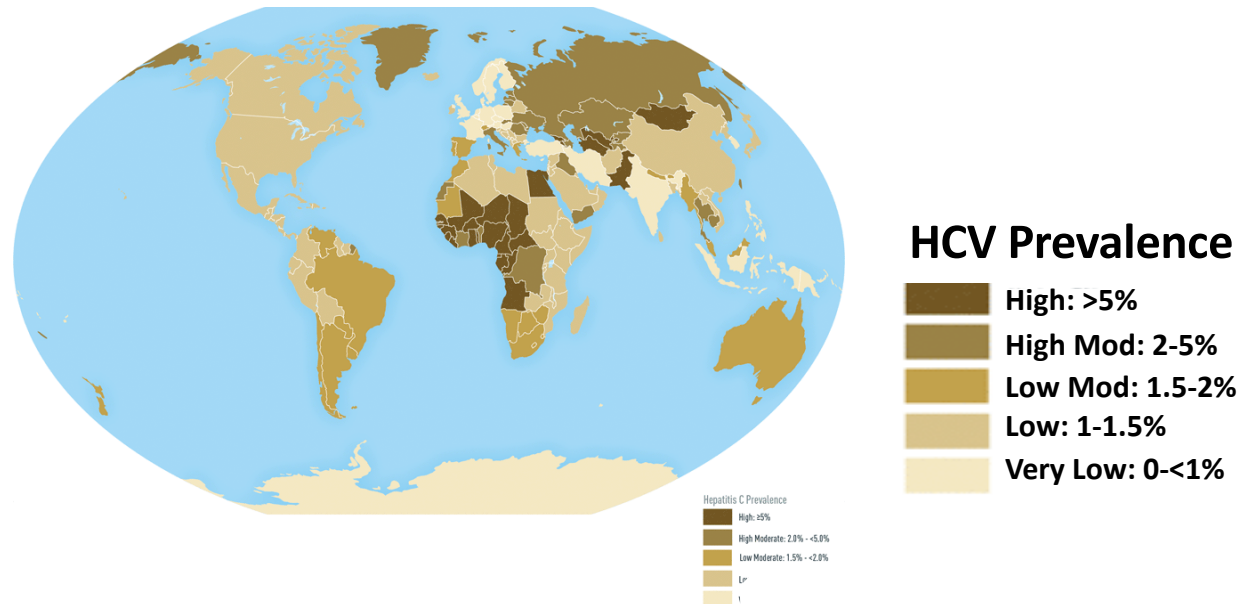 HCV Prevalence
High: >5%
High Mod: 2-5%
Low Mod: 1.5-2%
Low: 1-1.5%
Very Low: 0-<1%
Hepatitis C Prevalence
High: ≥5%
High Moderate: 2.0% - <5.0%
Low Moderate: 1.5% - <2.0%